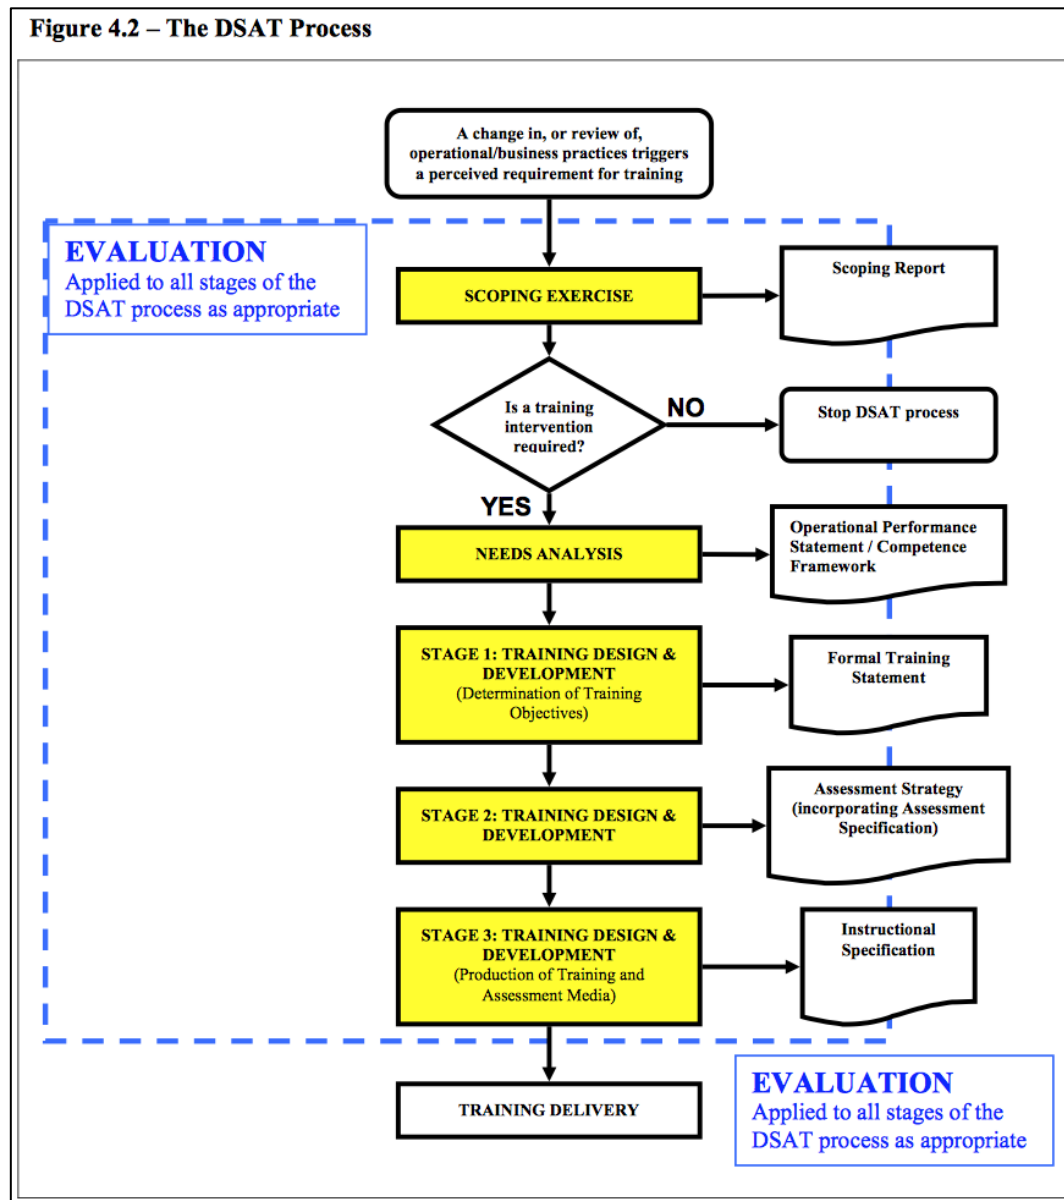 Figure 4.2 – The DSAT Process
A change in, or review of,
operational/business practices triggers
a perceived requirement for training
EVALUATION
Applied to all stages of the
DSAT process as appropriate
SCOPING EXERCISE
Scoping Report
Is a training
intervention
required?
NO
Stop DSAT process
YES
NEEDS ANALYSIS
Operational Performance
Statement / Competence
Framework
STAGE 1: TRAINING DESIGN &
DEVELOPMENT
(Determination of Training
Objectives)
Formal Training
Statement
STAGE 2: TRAINING DESIGN &
DEVELOPMENT
Assessment Strategy
(incorporating Assessment
Specification)
STAGE 3: TRAINING DESIGN &
DEVELOPMENT
(Production of Training and
Assessment Media)
Instructional
Specification
TRAINING DELIVERY
EVALUATION
Applied to all stages of the
DSAT process as appropriate